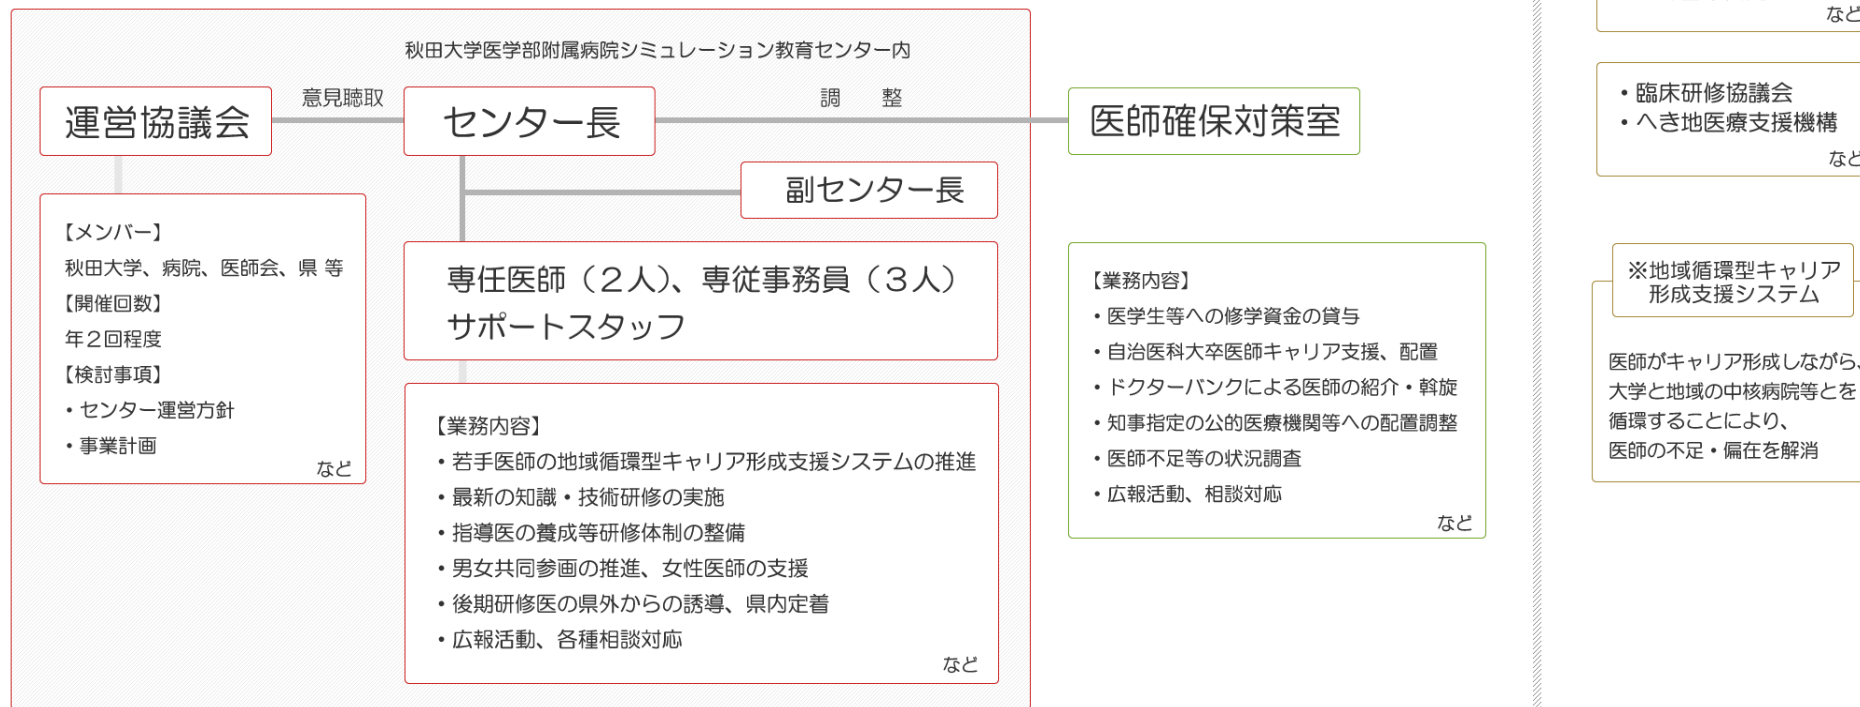 秋田大学医学部附属病院シミュレーション教育センター内
運営協議会
意見聴取
センター長
調　整
医師確保対策室
副センター長
【メンバー】
秋田大学、病院、医師会、県 等
【開催回数】
年２回程度
【検討事項】
・センター運営方針
・事業計画
など
専任医師（２人）、専従事務員（３人）
サポートスタッフ
【業務内容】
・若手医師の地域循環型キャリア形成支援システムの推進
・最新の知識・技術研修の実施
・指導医の養成等研修体制の整備
・男女共同参画の推進、女性医師の支援
・後期研修医の県外からの誘導、県内定着
・広報活動、各種相談対応
など
【業務内容】
・医学生等への修学資金の貸与
・自治医科大卒医師キャリア支援、配置
・ドクターバンクによる医師の紹介・斡旋
・知事指定の公的医療機関等への配置調整
・医師不足等の状況調査
・広報活動、相談対応
など
など
・臨床研修協議会
・へき地医療支援機構
など
※地域循環型キャリア
形成支援システム
医師がキャリア形成しながら、
大学と地域の中核病院等とを
循環することにより、
医師の不足・偏在を解消